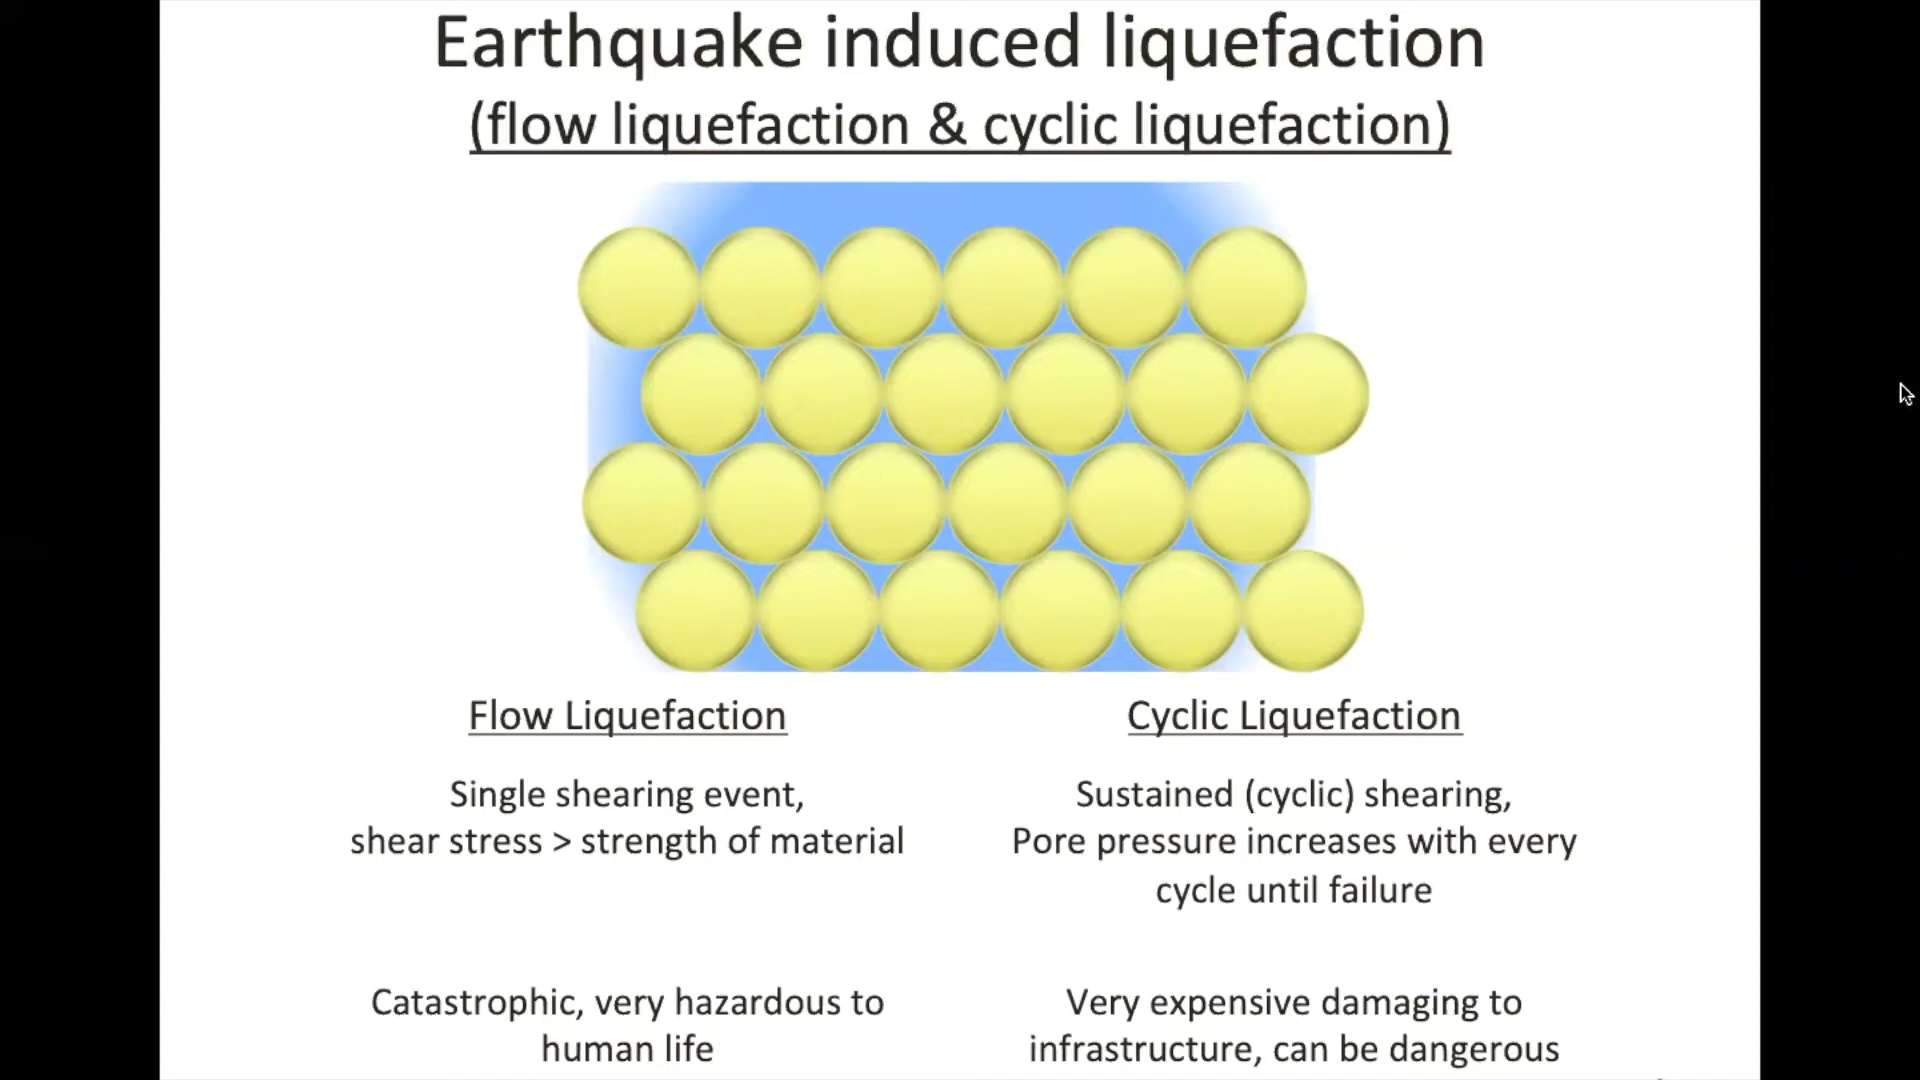 Earthquake induced liquefaction
(flow liquefaction & cyclic liquefaction)
Flow Liquefaction
Single shearing event,
shear stress > strength of material
Catastrophic, very hazardous to
human life
Cyclic Liquefaction
Sustained (cyclic) shearing,
Pore pressure increases with every
cycle until failure
Very expensive damaging to
infrastructure, can be dangerous